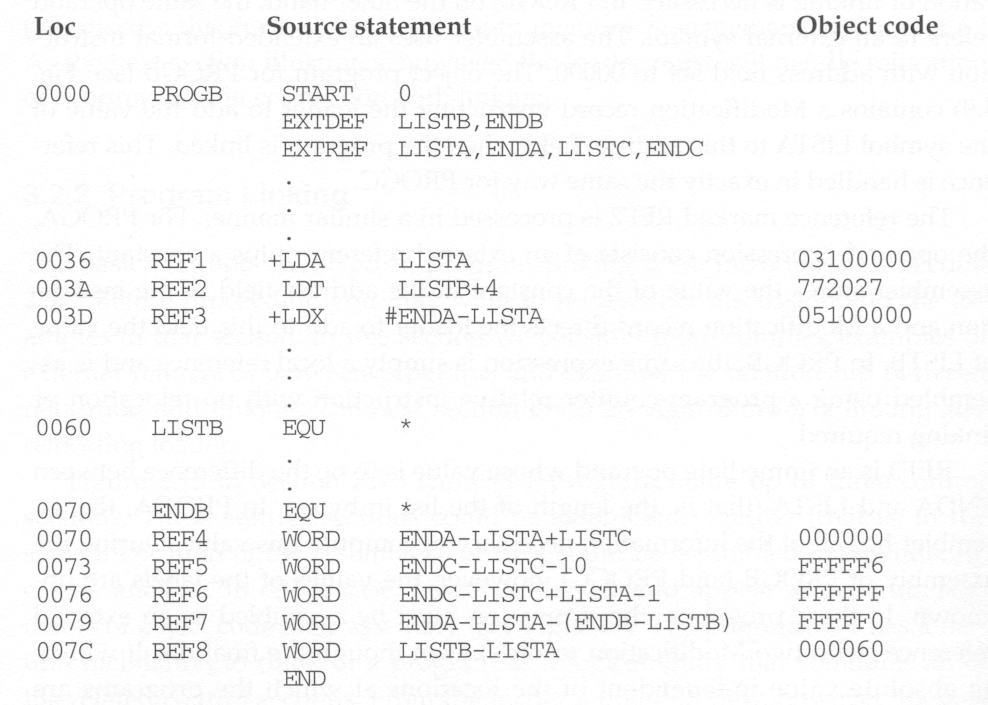 Loc Source statement Object code
0000 PROGB START 0
EXTDEF LISTB,ENDB
EXTREF LISTA,ENDA,LISTC,ENDC
.
.
.
0036 REF1 +LDA LISTA 03100000
003A REF2 LDT LISTB+4 772027
003D REF3 +LDX #ENDA-LISTA 05100000
.
.
.
0060 LISTB EQU *
.
.
0070 ENDB EQU *
0070 REF4 WORD ENDA-LISTA+LISTC 000000
0073 REF5 WORD ENDC-LISTC-10 FFFFF6
0076 REF6 WORD ENDC-LISTC+LISTA-1 FFFFFF
0079 REF7 WORD ENDA-LISTA-(ENDB-LISTB) FFFFF0
007C REF8 WORD LISTB-LISTA 000060
END